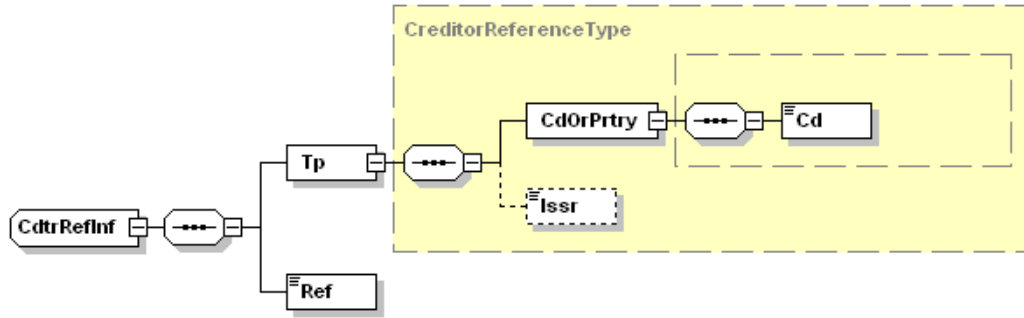 CreditorReferenceType
CdOrPrtry
Cd
Tp
Issr
CdtrRefInf
Ref